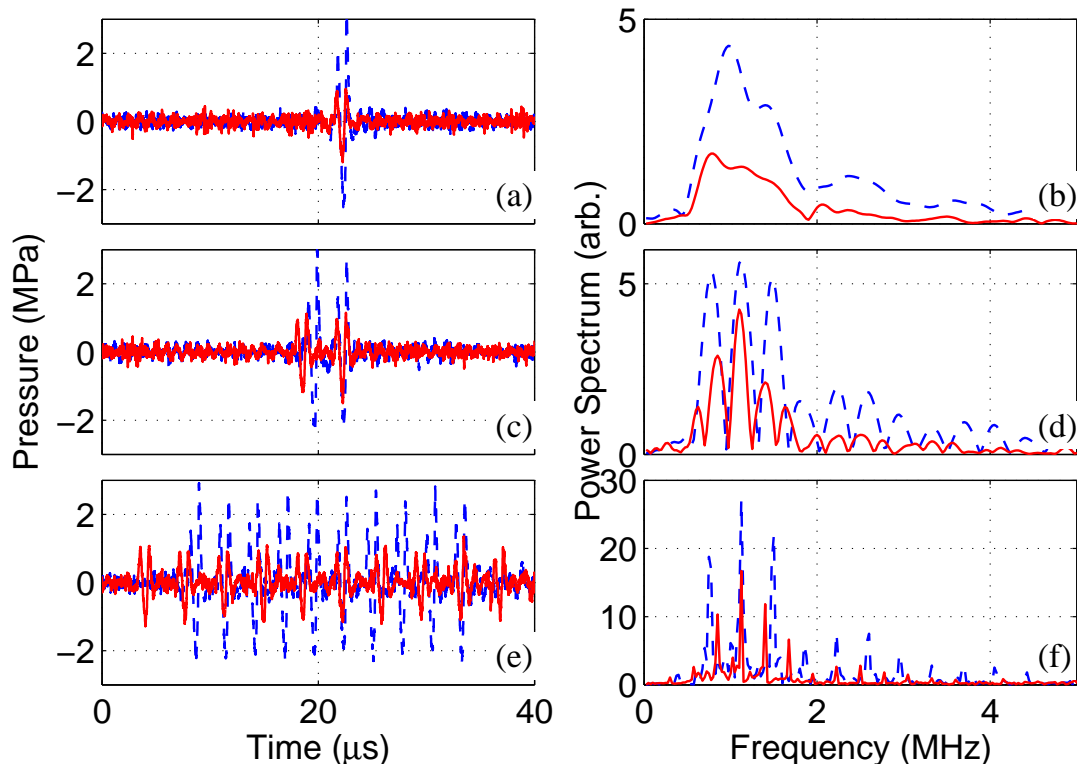 2
0
−2
(a)
5
0
(b)
2
0
−2
(c)
5
0
(d)
2
0
−2
(e)
0
20
40
30
20
10
0
(f)
0
2
4
Pressure (MPa)
Power Spectrum (arb.)
Time (μs)
Frequency (MHz)